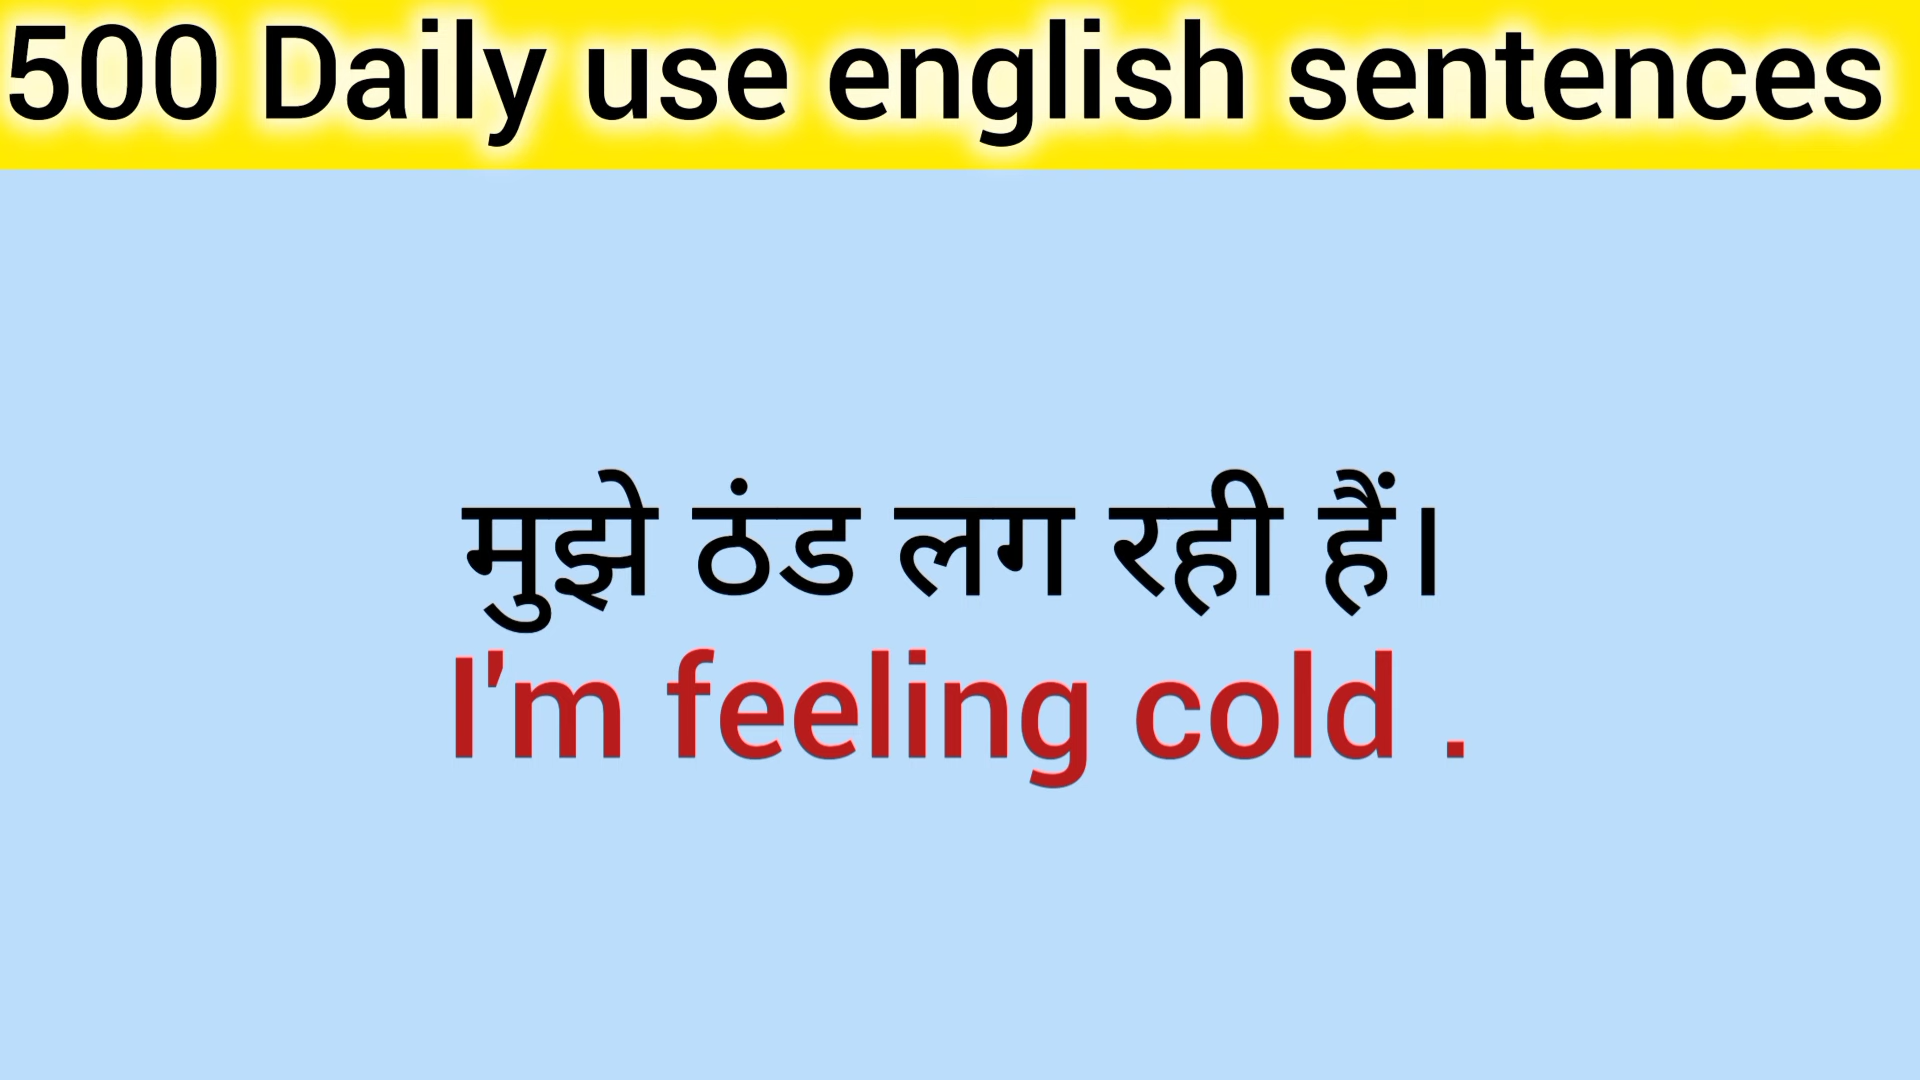 500 Daily use english sentences
मुझे ठंड लग रही हैं।
I'm feeling cold .